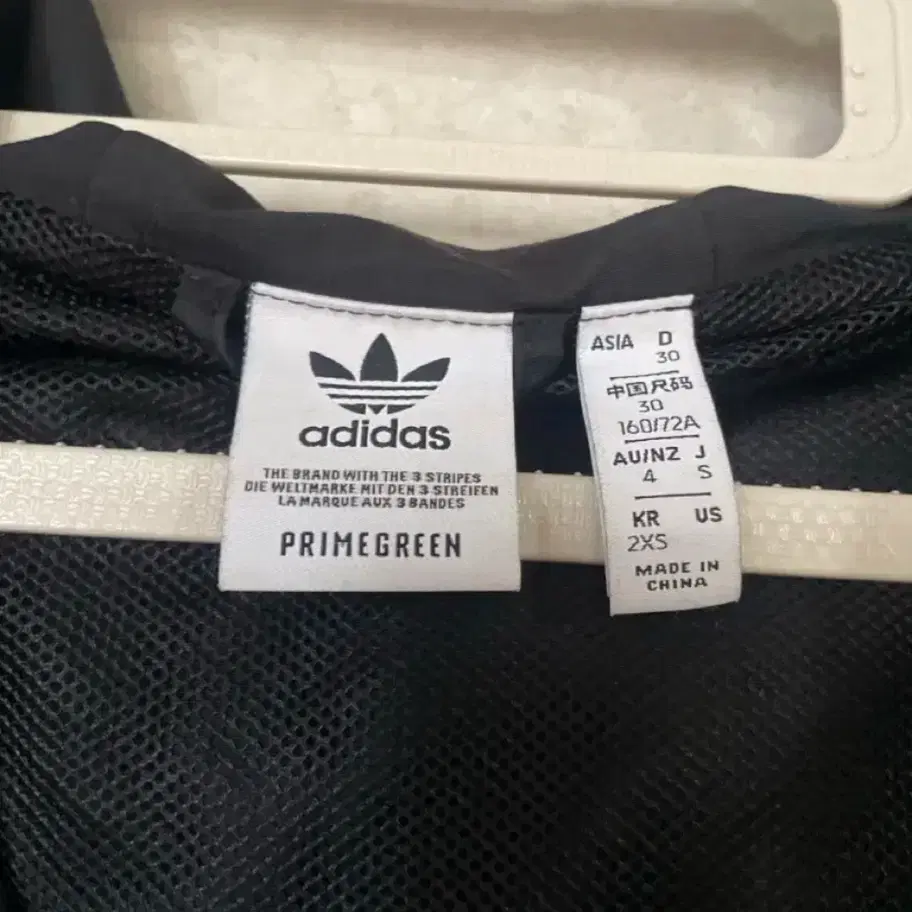 adidas
THE BRAND WITH THE 3 STRIPES
DIE WELTMARKE MIT DEN 3 STREIFEN
LA MARQUE AUX 3 BANDES
PRIMEGREEN
ASIA D
30
中国尺码
30
160/72A
AU/NZ J
4 S
KR US
2XS
MADE IN
CHINA